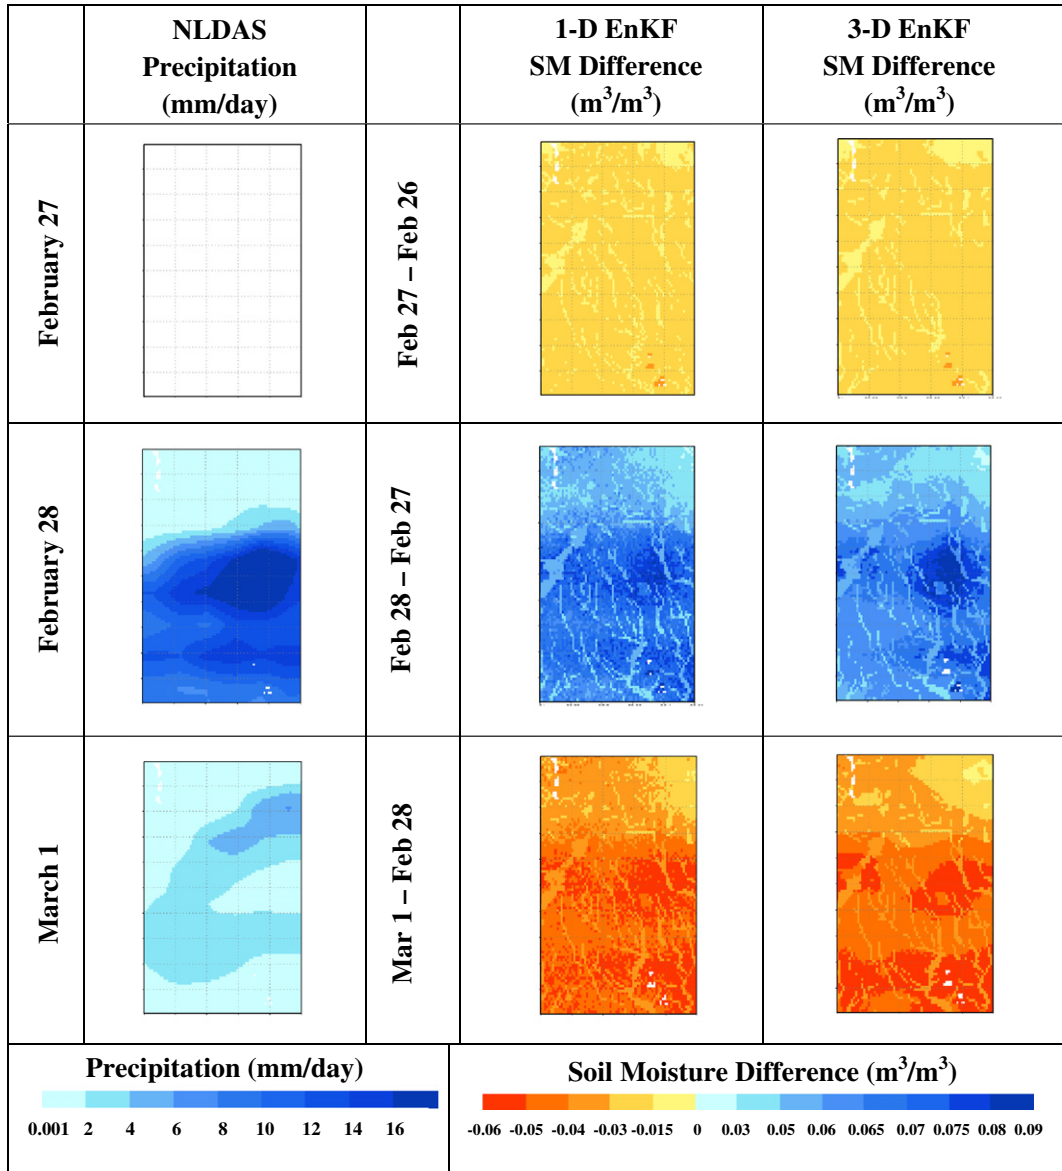 NLDAS
Precipitation
(mm/day)
1-D EnKF
SM Difference
(m³/m³)
3-D EnKF
SM Difference
(m³/m³)
February 27
Feb 27 – Feb 26
February 28
Feb 28 – Feb 27
March 1
Mar 1 – Feb 28
Precipitation (mm/day)
0.001 2 4 6 8 10 12 14 16
Soil Moisture Difference (m³/m³)
-0.06 -0.05 -0.04 -0.03 -0.015 0 0.03 0.05 0.06 0.065 0.07 0.075 0.08 0.09